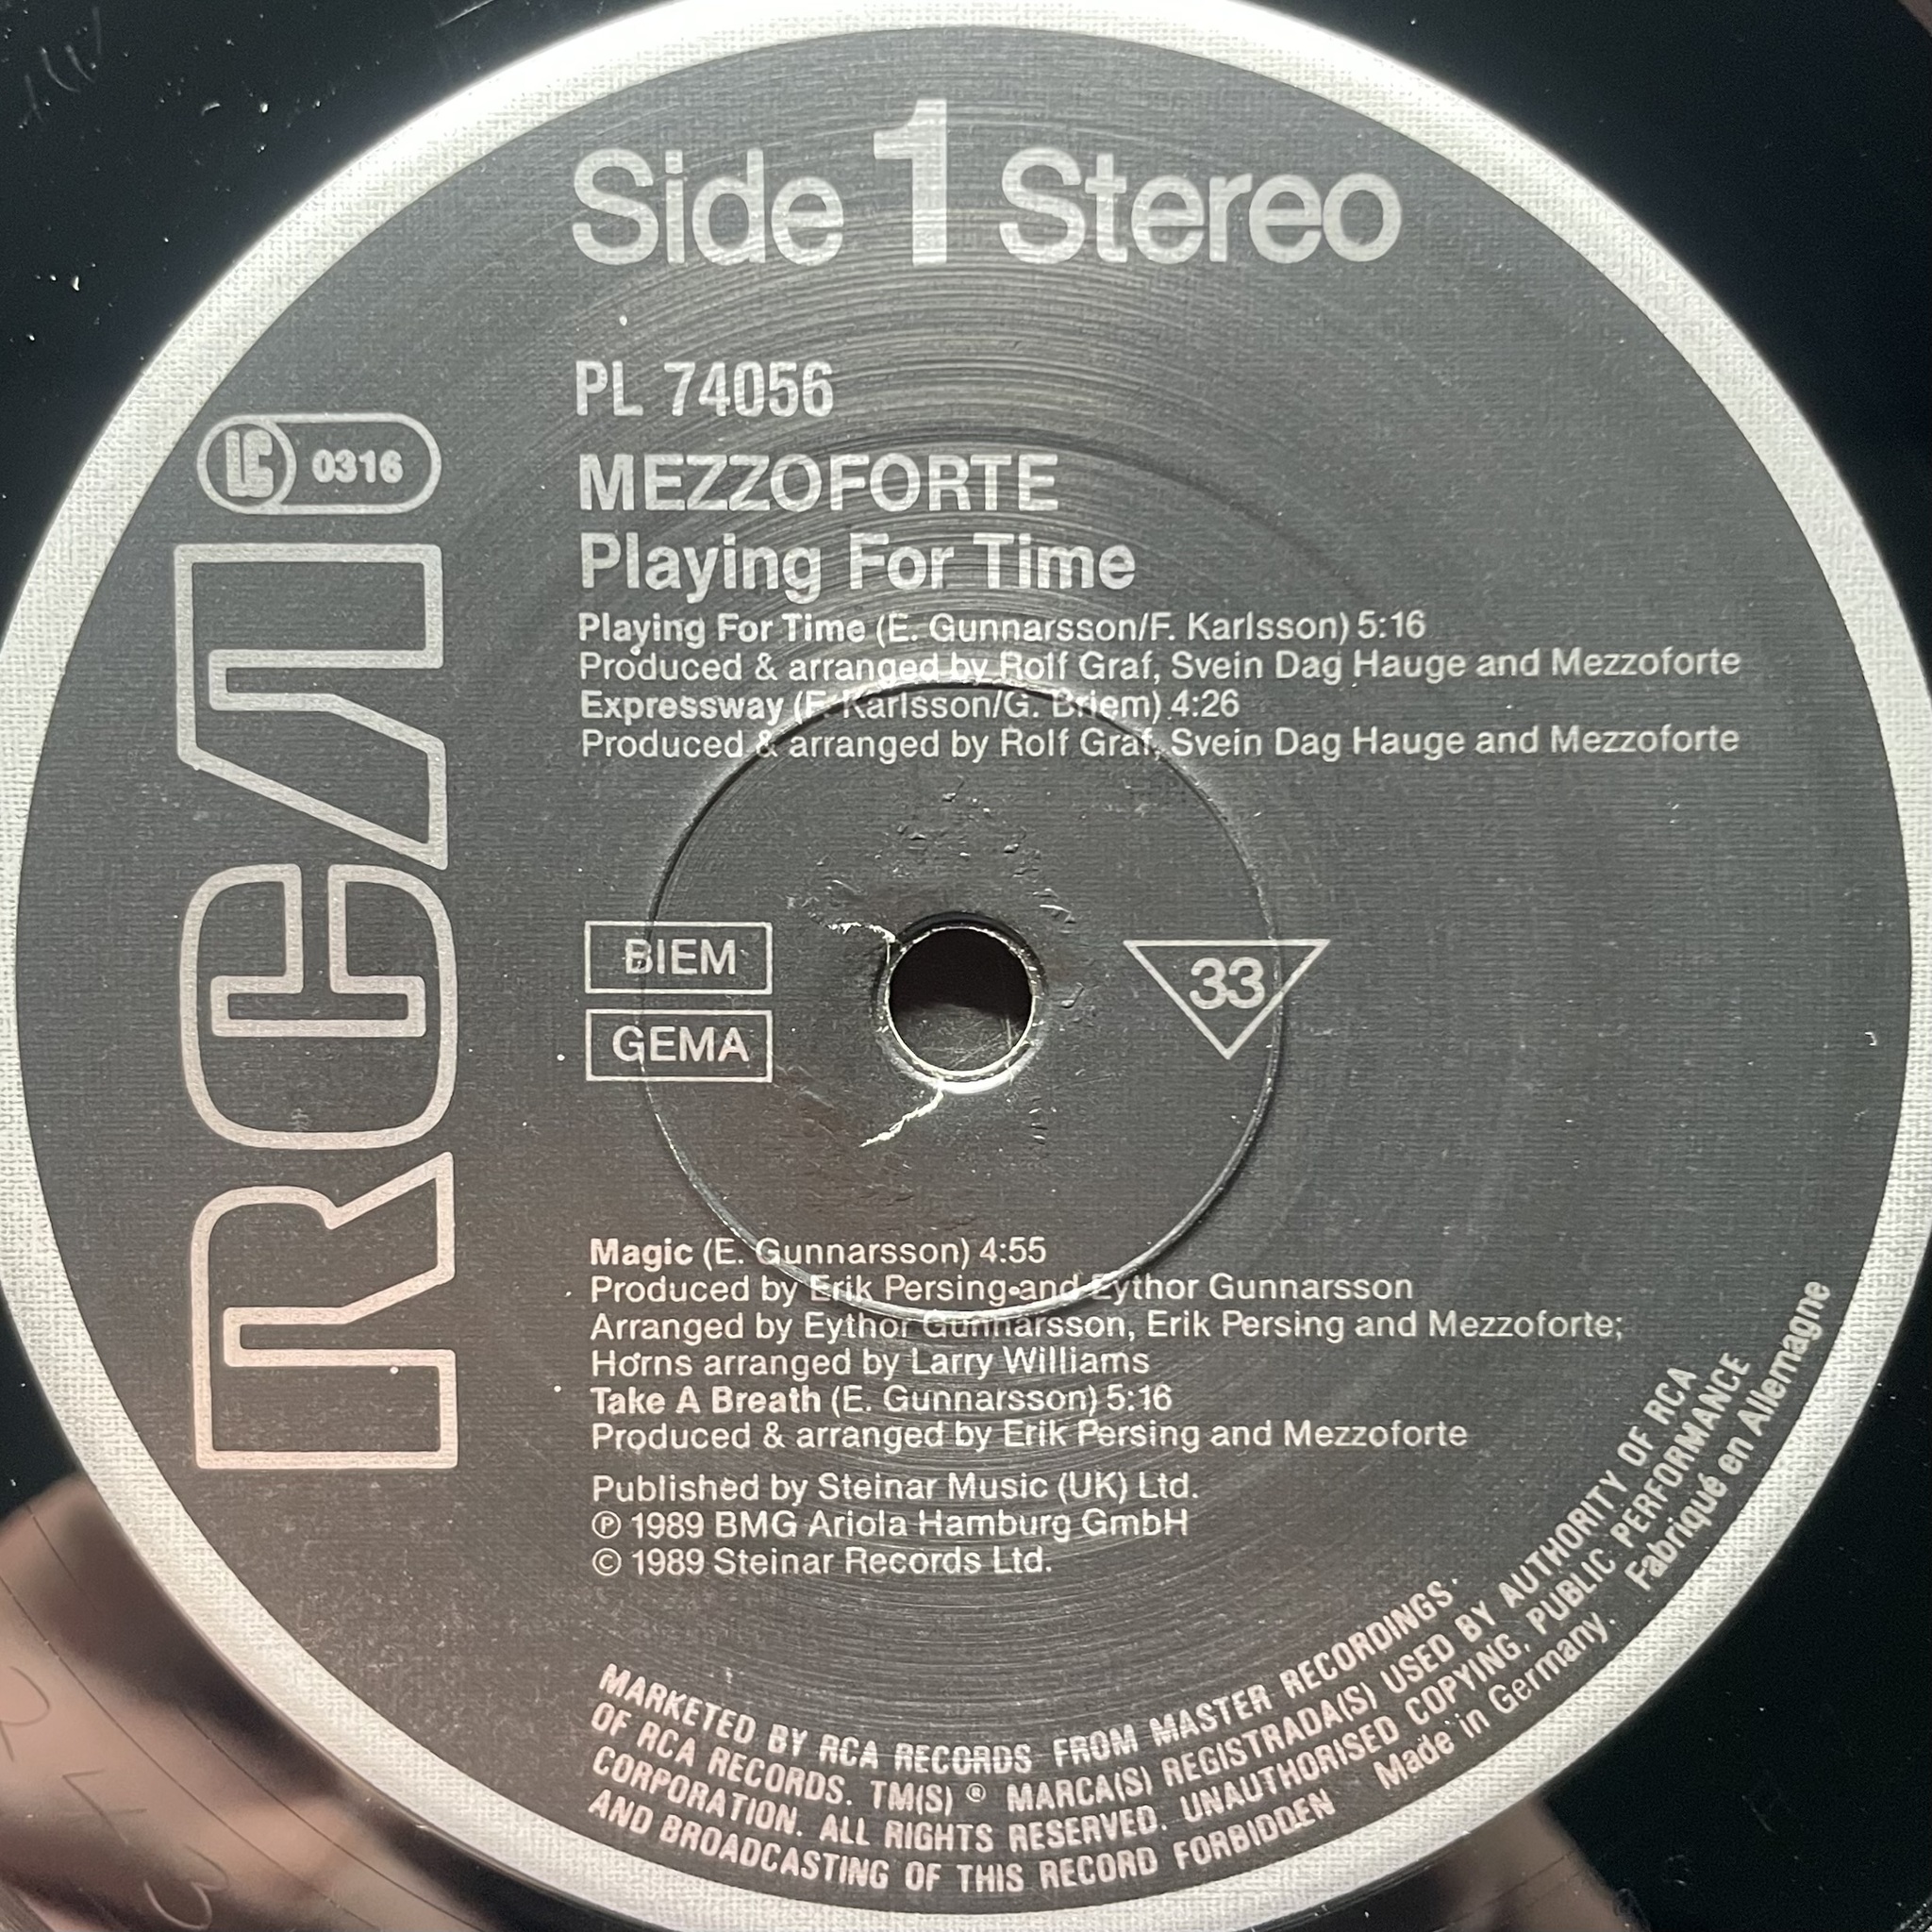 Side 1 Stereo
PL 74056
LC 0316
MEZZOFORTE
Playing For Time
Playing For Time (E. Gunnarsson/F. Karlsson) 5:16
Produced & arranged by Rolf Graf, Svein Dag Hauge and Mezzoforte
Expressway (F. Karlsson/G. Briem) 4:26
Produced & arranged by Rolf Graf, Svein Dag Hauge and Mezzoforte
RCA
BIEM
GEMA
33
Magic (E. Gunnarsson) 4:55
Produced by Erik Persing and Eythor Gunnarsson
Arranged by Eythor Gunnarsson, Erik Persing and Mezzoforte;
Horns arranged by Larry Williams
Take A Breath (E. Gunnarsson) 5:16
Produced & arranged by Erik Persing and Mezzoforte
Published by Steinar Music (UK) Ltd.
℗ 1989 BMG Ariola Hamburg GmbH
© 1989 Steinar Records Ltd.
MARKETED BY RCA RECORDS FROM MASTER RECORDINGS
OF RCA RECORDS. TM(S) ® MARCA(S) REGISTRADA(S) USED BY AUTHORITY OF RCA
CORPORATION. ALL RIGHTS RESERVED. UNAUTHORISED COPYING, PUBLIC PERFORMANCE
AND BROADCASTING OF THIS RECORD FORBIDDEN Made in Germany. Fabriqué en Allemagne